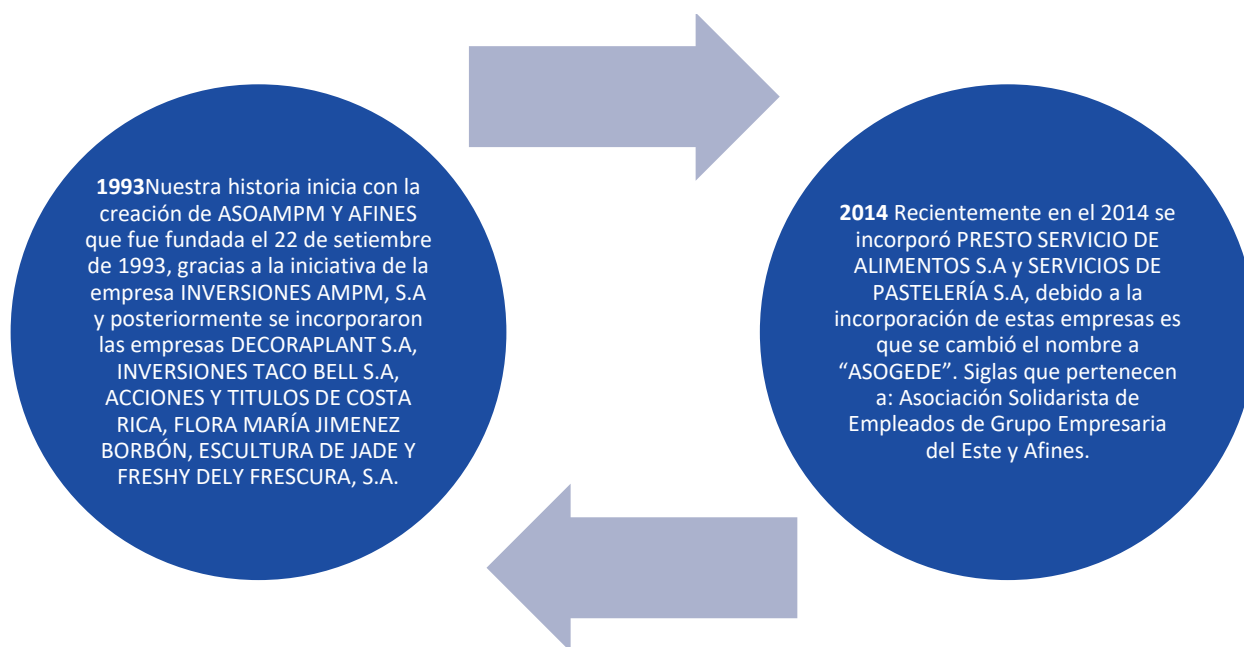 1993Nuestra historia inicia con la
creación de ASOAMPM Y AFINES
que fue fundada el 22 de setiembre
de 1993, gracias a la iniciativa de la
empresa INVERSIONES AMPM, S.A
y posteriormente se incorporaron
las empresas DECORAPLANT S.A,
INVERSIONES TACO BELL S.A,
ACCIONES Y TITULOS DE COSTA
RICA, FLORA MARÍA JIMENEZ
BORBÓN, ESCULTURA DE JADE Y
FRESHY DELY FRESCURA, S.A.
2014 Recientemente en el 2014 se
incorporó PRESTO SERVICIO DE
ALIMENTOS S.A y SERVICIOS DE
PASTELERÍA S.A, debido a la
incorporación de estas empresas es
que se cambió el nombre a
“ASOGEDE”. Siglas que pertenecen
a: Asociación Solidarista de
Empleados de Grupo Empresaria
del Este y Afines.